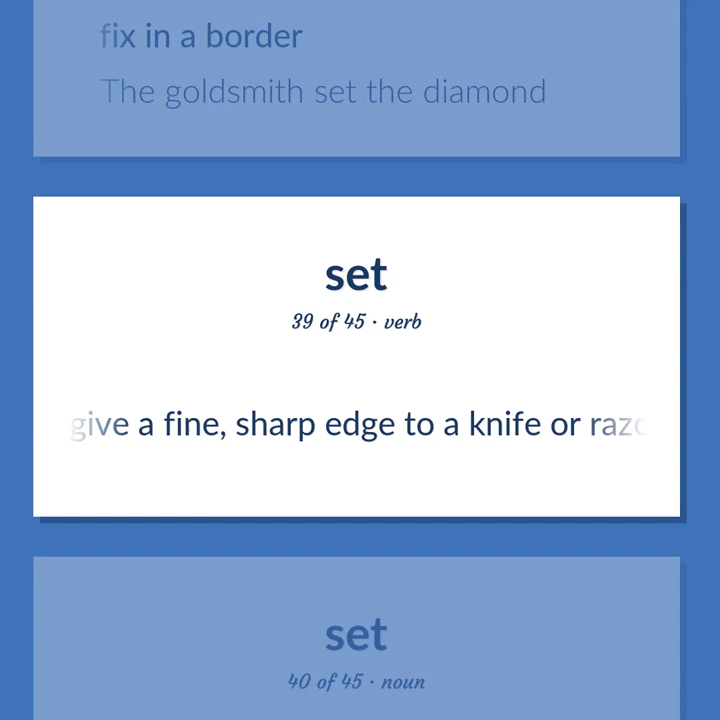 fix in a border
The goldsmith set the diamond
set
39 of 45 · verb
give a fine, sharp edge to a knife or razo
set
40 of 45 · noun